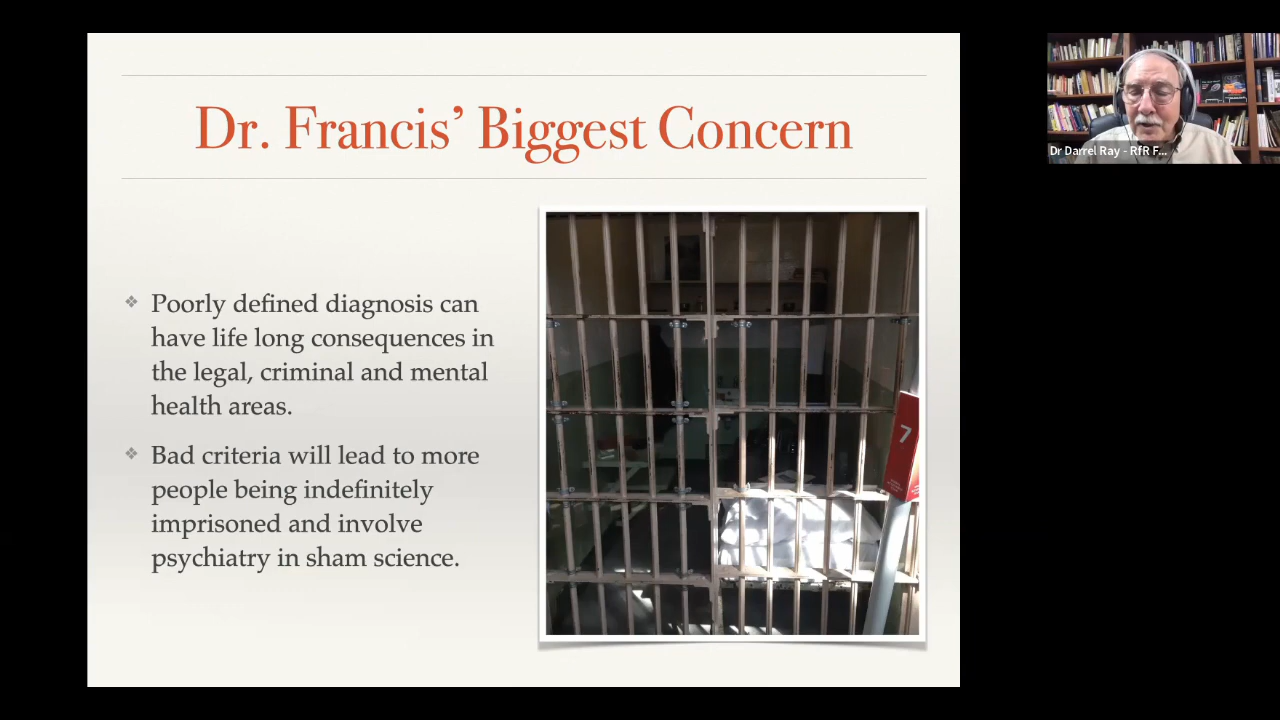 Dr. Francis’ Biggest Concern
❖ Poorly defined diagnosis can
have life long consequences in
the legal, criminal and mental
health areas.
❖ Bad criteria will lead to more
people being indefinitely
imprisoned and involve
psychiatry in sham science.
7
Dr Darrel Ray - RfR F...